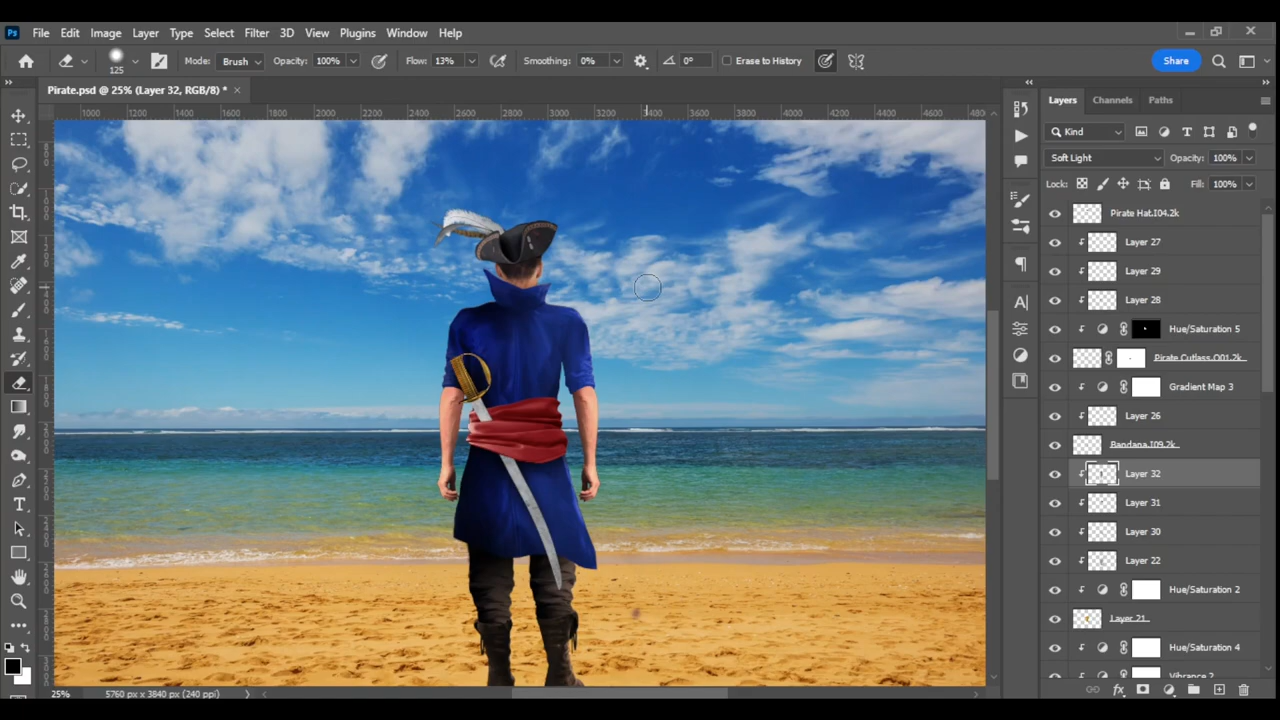 Ps File Edit Image Layer Type Select Filter 3D View Plugins Window Help
125 Mode: Brush Opacity: 100% Flow: 13% Smoothing: 0% 0° Erase to History Share
Pirate.psd @ 25% (Layer 32, RGB/8) * ×
Layers Channels Paths
1000 1200 1400 1600 1800 2000 2200 2400 2600 2800 3000 3200 3400 3600 3800 4000 4200 4400 4600 480
Kind
Soft Light Opacity: 100%
Lock: Fill: 100%
Pirate Hat.I04.2k
Layer 27
Layer 29
Layer 28
Hue/Saturation 5
Pirate Cutlass.O01.2k
Gradient Map 3
Layer 26
Bandana.I09.2k
Layer 32
Layer 31
Layer 30
Layer 22
Hue/Saturation 2
Layer 21
Hue/Saturation 4
Vibrance 2
25% 5760 px x 3840 px (240 ppi)